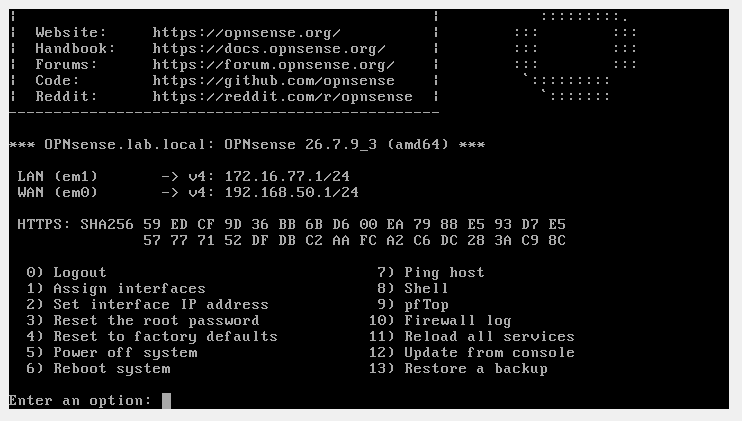 |                                               |           :::::::::.
|  Website:     https://opnsense.org/           |        :::         :::
|  Handbook:    https://docs.opnsense.org/      |        :::         :::
|  Forums:      https://forum.opnsense.org/     |        :::         :::
|  Code:        https://github.com/opnsense     |         `:::::::::
|  Reddit:      https://reddit.com/r/opnsense   |           `:::::::
------------------------------------------------
*** OPNsense.lab.local: OPNsense 26.7.9_3 (amd64) ***
LAN (em1)       -> v4: 172.16.77.1/24
WAN (em0)       -> v4: 192.168.50.1/24
HTTPS: SHA256 59 ED CF 9D 36 BB 6B D6 00 EA 79 88 E5 93 D7 E5
              57 77 71 52 DF DB C2 AA FC A2 C6 DC 28 3A C9 8C
  0) Logout                              7) Ping host
  1) Assign interfaces                   8) Shell
  2) Set interface IP address            9) pfTop
  3) Reset the root password            10) Firewall log
  4) Reset to factory defaults          11) Reload all services
  5) Power off system                   12) Update from console
  6) Reboot system                      13) Restore a backup
Enter an option: